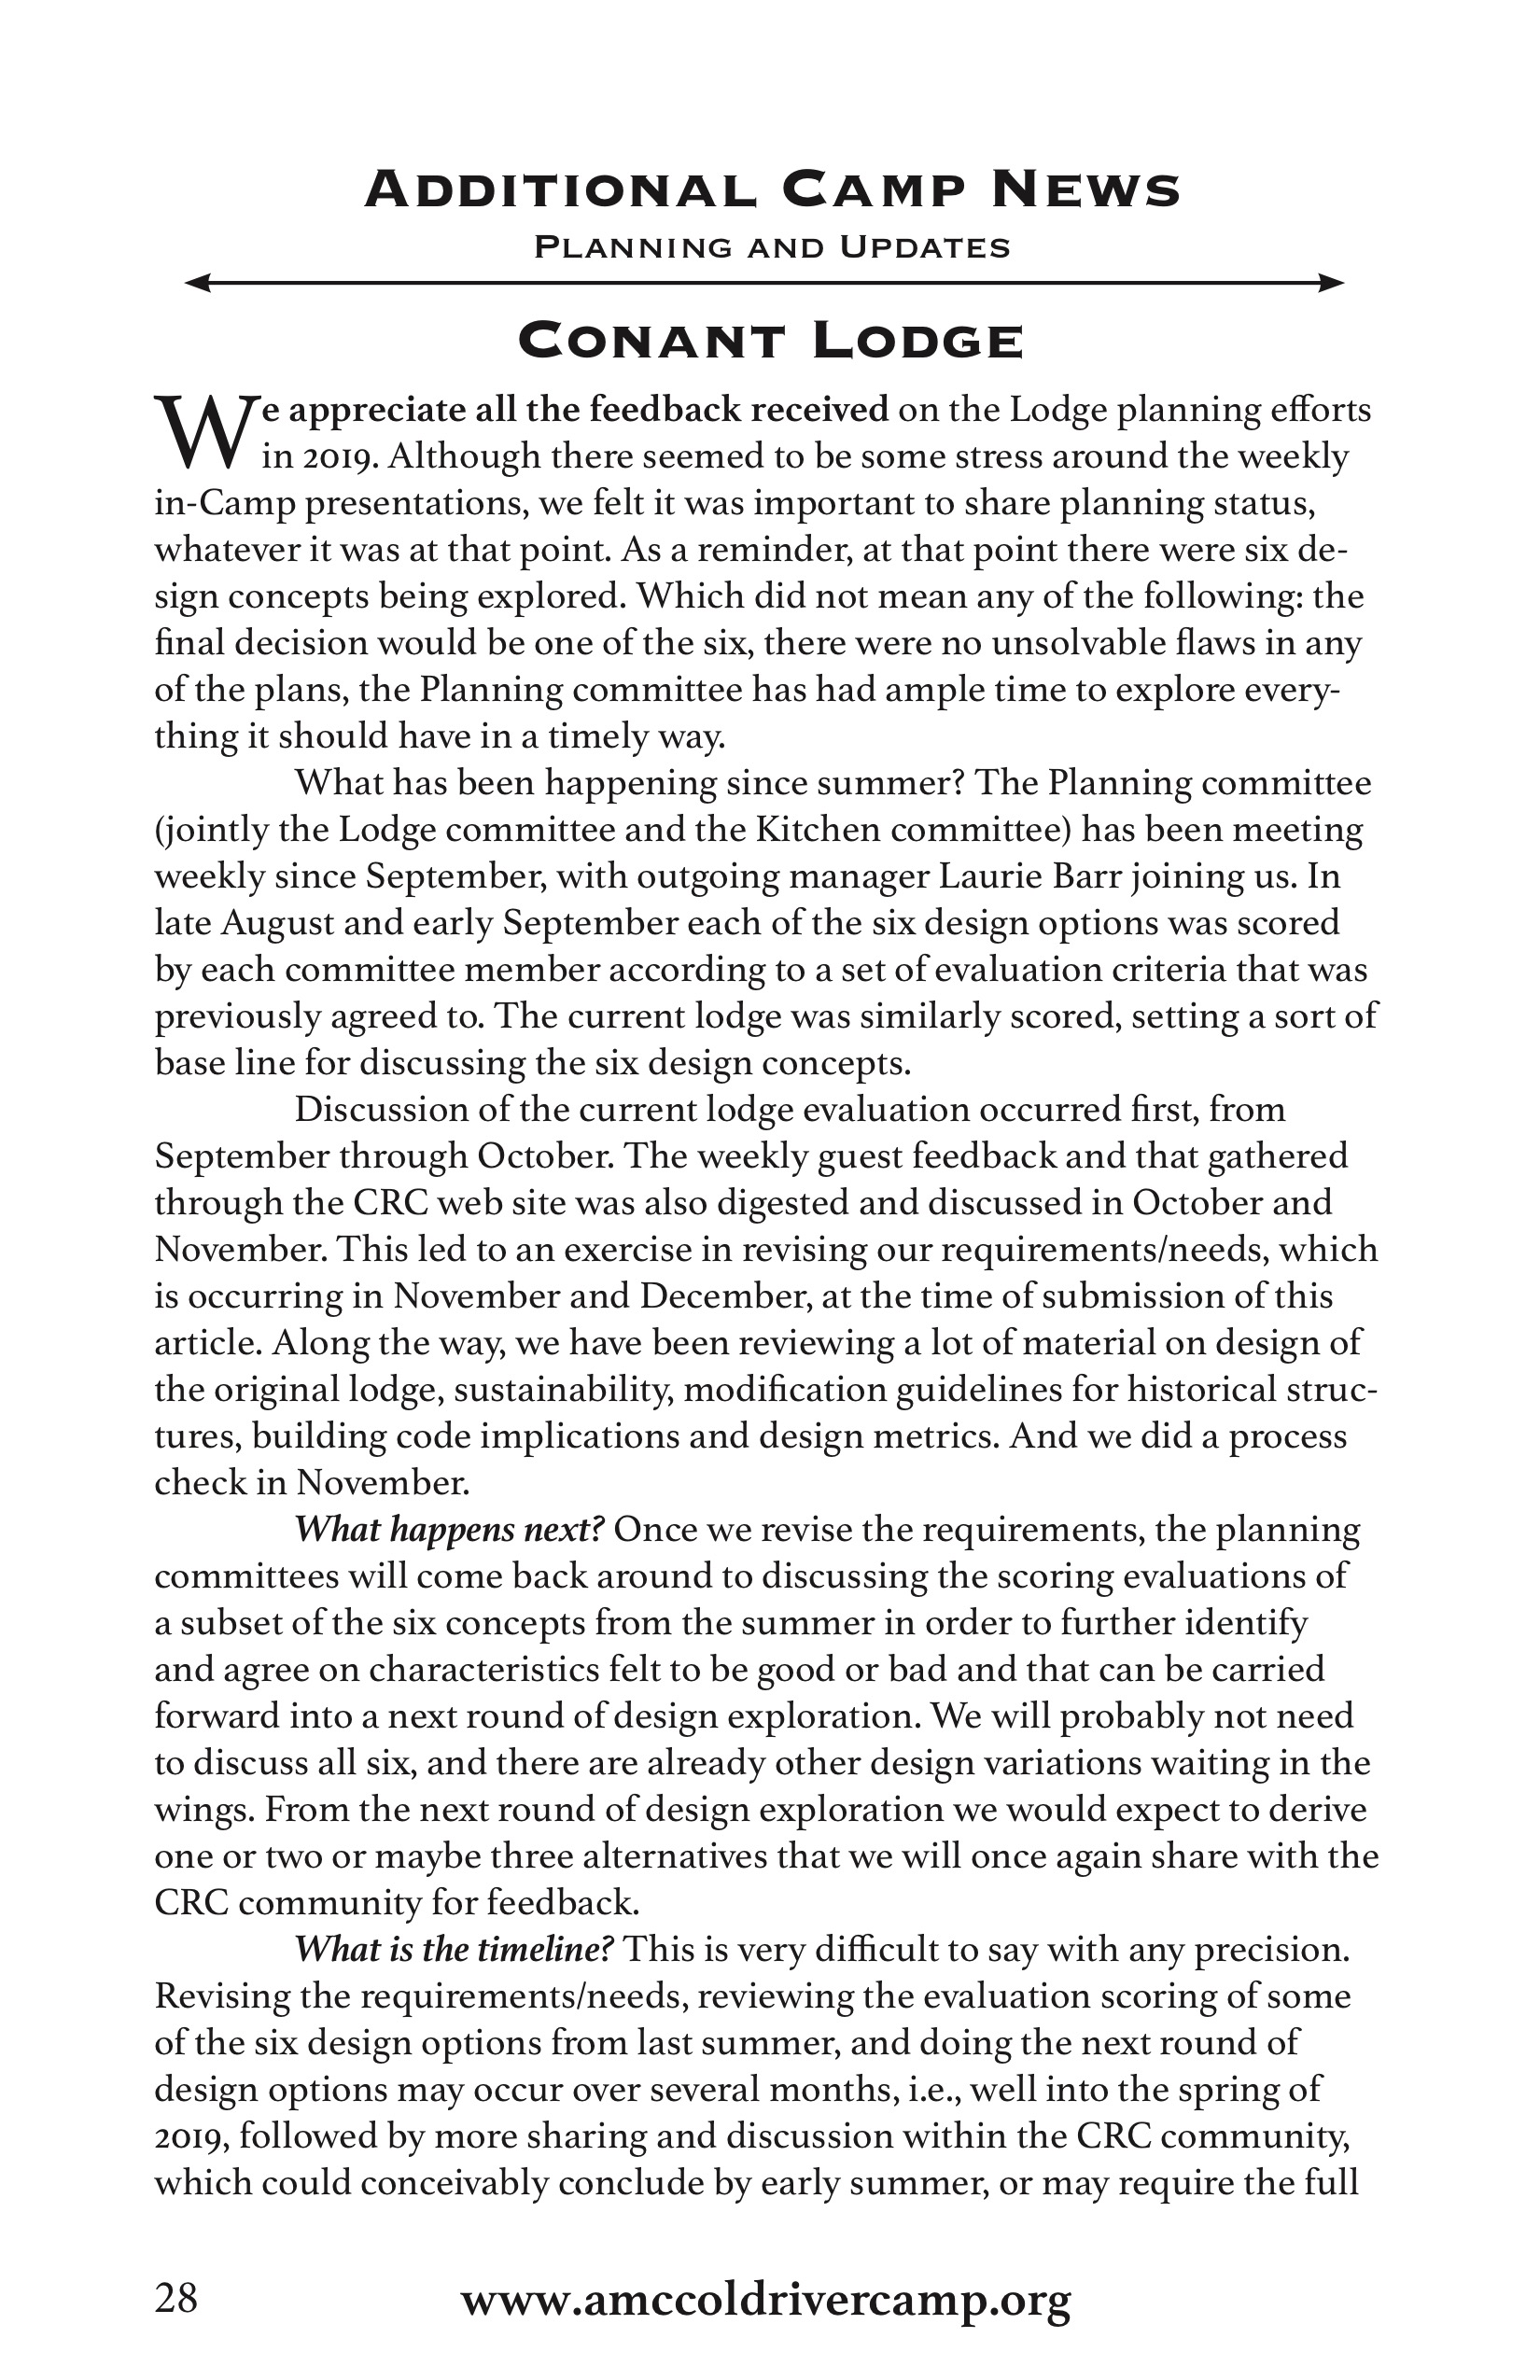 Additional Camp News
Planning and Updates
Conant Lodge
We appreciate all the feedback received on the Lodge planning efforts
in 2019. Although there seemed to be some stress around the weekly
in-Camp presentations, we felt it was important to share planning status,
whatever it was at that point. As a reminder, at that point there were six de-
sign concepts being explored. Which did not mean any of the following: the
final decision would be one of the six, there were no unsolvable flaws in any
of the plans, the Planning committee has had ample time to explore every-
thing it should have in a timely way.
What has been happening since summer? The Planning committee
(jointly the Lodge committee and the Kitchen committee) has been meeting
weekly since September, with outgoing manager Laurie Barr joining us. In
late August and early September each of the six design options was scored
by each committee member according to a set of evaluation criteria that was
previously agreed to. The current lodge was similarly scored, setting a sort of
base line for discussing the six design concepts.
Discussion of the current lodge evaluation occurred first, from
September through October. The weekly guest feedback and that gathered
through the CRC web site was also digested and discussed in October and
November. This led to an exercise in revising our requirements/needs, which
is occurring in November and December, at the time of submission of this
article. Along the way, we have been reviewing a lot of material on design of
the original lodge, sustainability, modification guidelines for historical struc-
tures, building code implications and design metrics. And we did a process
check in November.
What happens next? Once we revise the requirements, the planning
committees will come back around to discussing the scoring evaluations of
a subset of the six concepts from the summer in order to further identify
and agree on characteristics felt to be good or bad and that can be carried
forward into a next round of design exploration. We will probably not need
to discuss all six, and there are already other design variations waiting in the
wings. From the next round of design exploration we would expect to derive
one or two or maybe three alternatives that we will once again share with the
CRC community for feedback.
What is the timeline? This is very difficult to say with any precision.
Revising the requirements/needs, reviewing the evaluation scoring of some
of the six design options from last summer, and doing the next round of
design options may occur over several months, i.e., well into the spring of
2019, followed by more sharing and discussion within the CRC community,
which could conceivably conclude by early summer, or may require the full
28 www.amccoldrivercamp.org